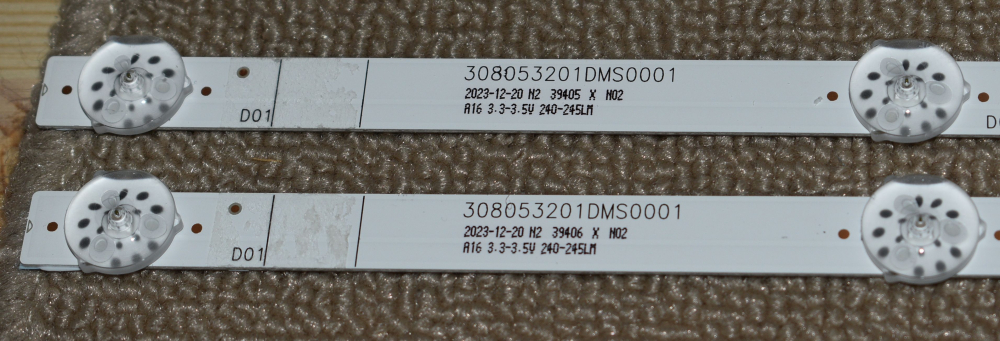 308053201DMS0001
2023-12-20 N2 39405 X N02
A16 3.3-3.5V 240-245LM
D01
308053201DMS0001
2023-12-20 N2 39406 X N02
A16 3.3-3.5V 240-245LM
D01